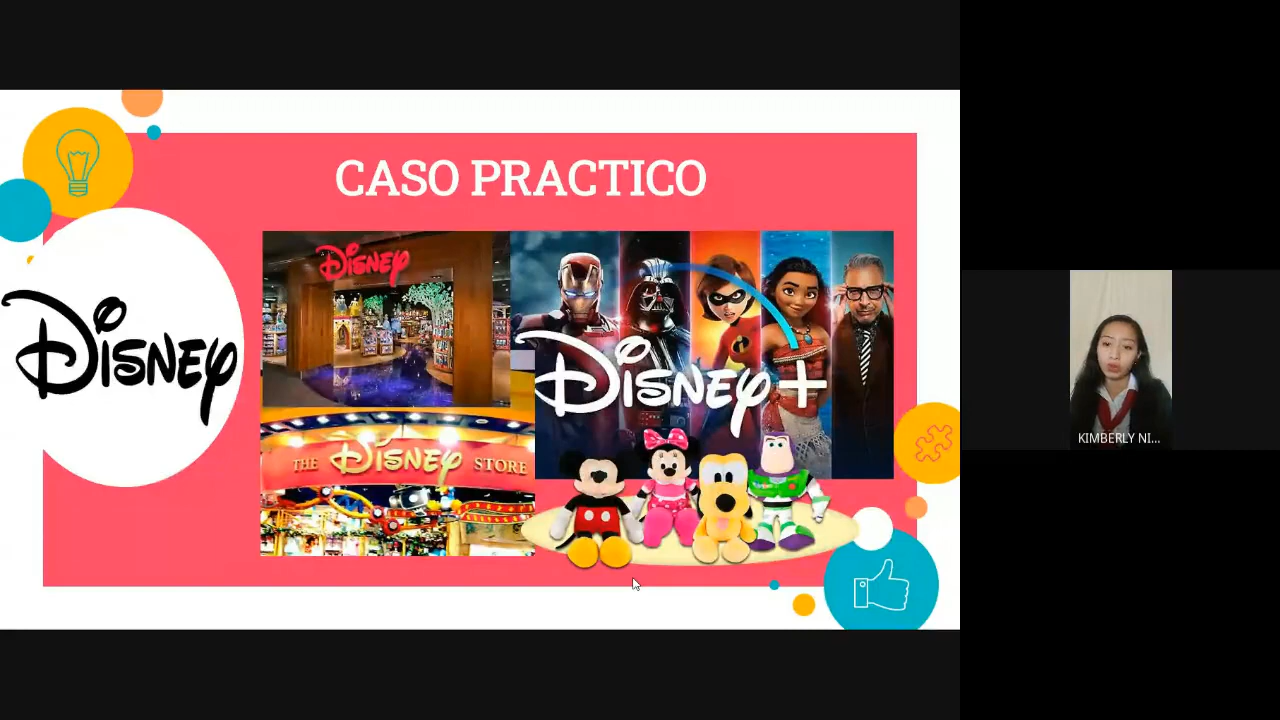 CASO PRACTICO
DISNEY
DISNEY
DISNEY+
THE DISNEY STORE
KIMBERLY NI...